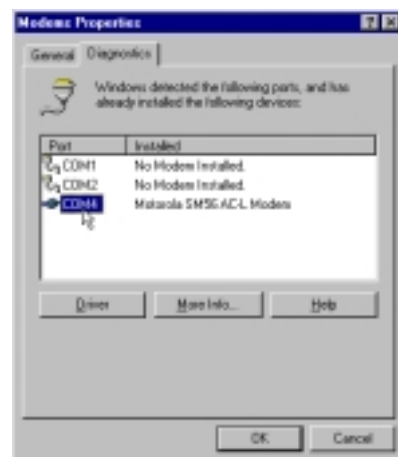 Modems Properties
General Diagnostics
Windows detected the following ports, and has
already installed the following devices:
Port Installed
COM1 No Modem Installed.
COM2 No Modem Installed.
COM4 Motorola SM56 AC-L Modem
Driver More Info... Help
OK Cancel